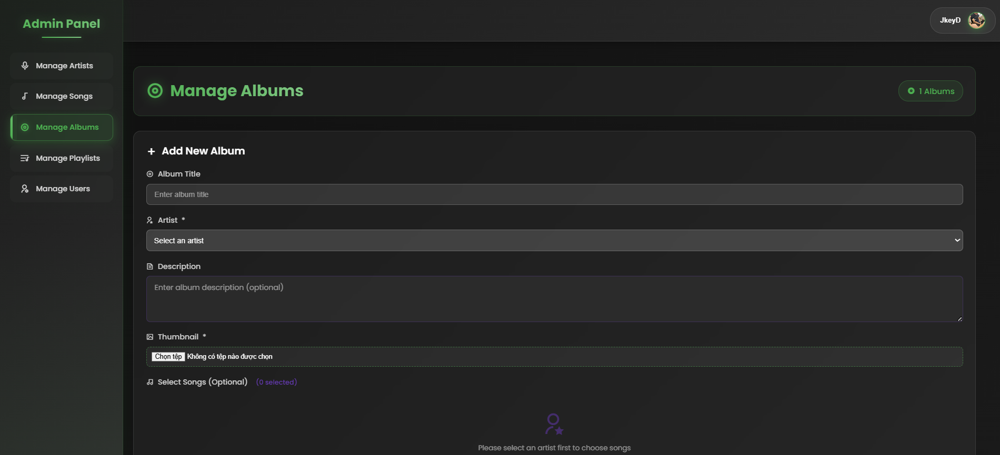 Admin Panel
Manage Artists
Manage Songs
Manage Albums
Manage Playlists
Manage Users
JkeyD
Manage Albums
1 Albums
+ Add New Album
Album Title
Enter album title
Artist *
Select an artist
Description
Enter album description (optional)
Thumbnail *
Chọn tệp Không có tệp nào được chọn
Select Songs (Optional) (0 selected)
Please select an artist first to choose songs